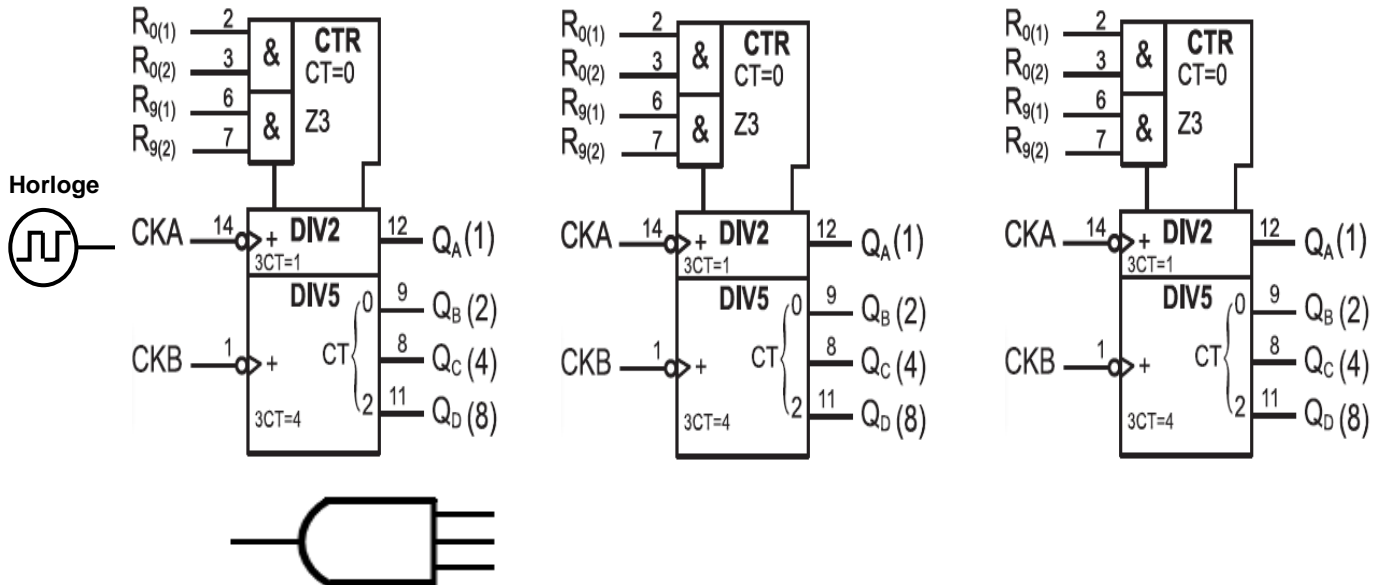 R0(1) 2 & CTR
R0(2) 3 CT=0
R9(1) 6 & Z3
R9(2) 7
Horloge
CKA 14 + DIV2 12 QA(1)
3CT=1
DIV5 0 9 QB(2)
CKB 1 + CT 8 QC(4)
3CT=4 2 11 QD(8)
R0(1) 2 & CTR
R0(2) 3 CT=0
R9(1) 6 & Z3
R9(2) 7
CKA 14 + DIV2 12 QA(1)
3CT=1
DIV5 0 9 QB(2)
CKB 1 + CT 8 QC(4)
3CT=4 2 11 QD(8)
R0(1) 2 & CTR
R0(2) 3 CT=0
R9(1) 6 & Z3
R9(2) 7
CKA 14 + DIV2 12 QA(1)
3CT=1
DIV5 0 9 QB(2)
CKB 1 + CT 8 QC(4)
3CT=4 2 11 QD(8)